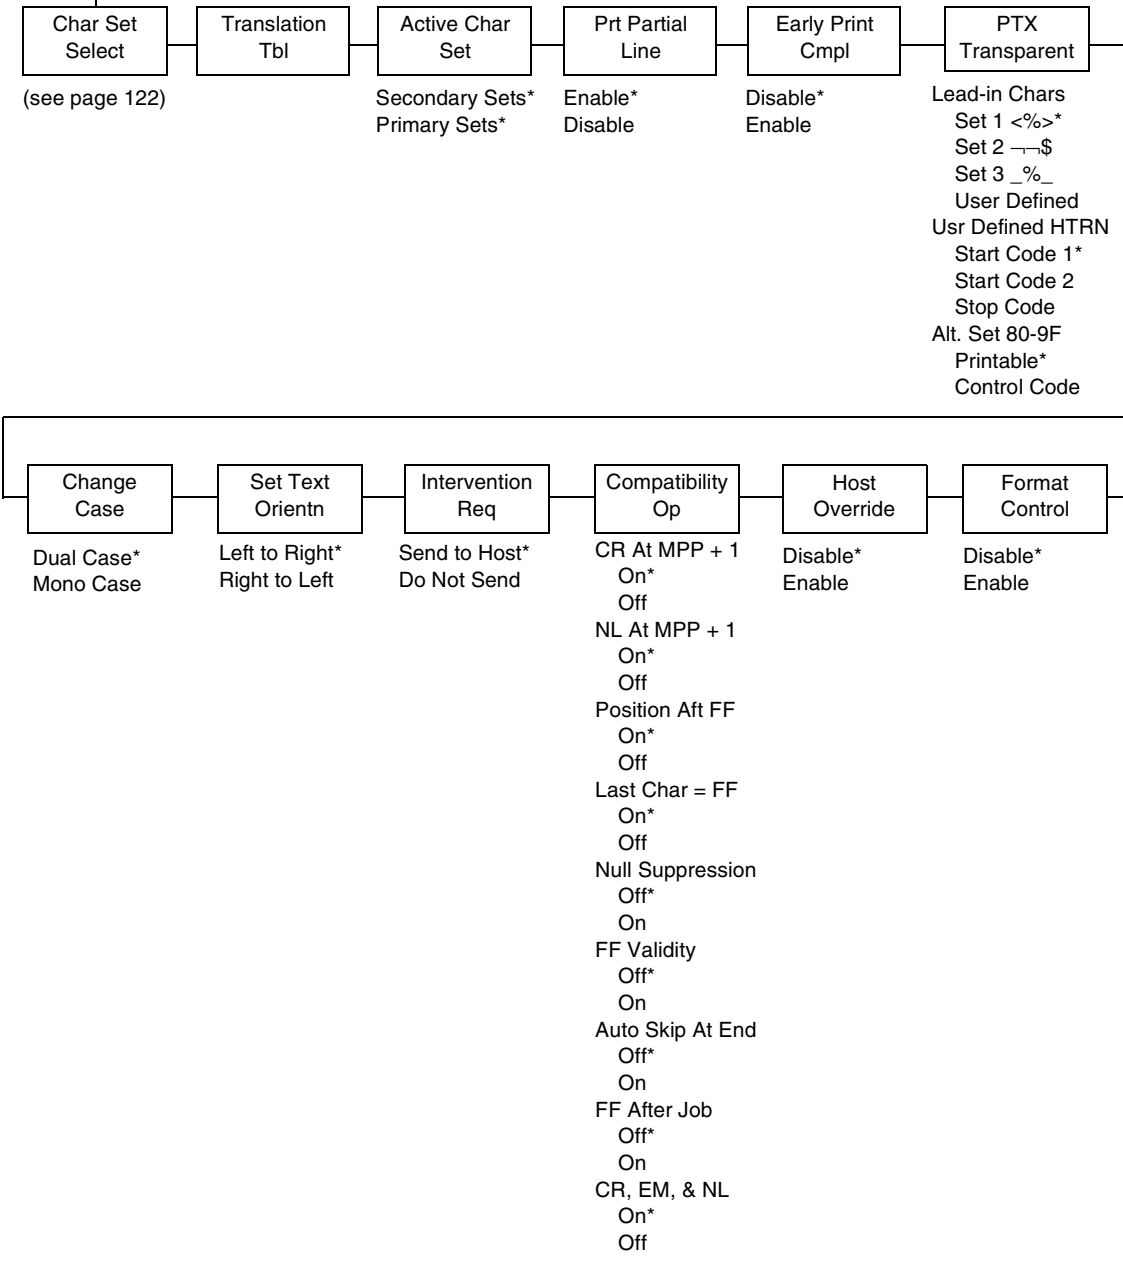 Char Set
Select
(see page 122)
Translation
Tbl
Active Char
Set
Secondary Sets*
Primary Sets*
Prt Partial
Line
Enable*
Disable
Early Print
Cmpl
Disable*
Enable
PTX
Transparent
Lead-in Chars
Set 1 <%>*
Set 2 ¬¬$
Set 3 _%_
User Defined
Usr Defined HTRN
Start Code 1*
Start Code 2
Stop Code
Alt. Set 80-9F
Printable*
Control Code
Change
Case
Dual Case*
Mono Case
Set Text
Orientn
Left to Right*
Right to Left
Intervention
Req
Send to Host*
Do Not Send
Compatibility
Op
CR At MPP + 1
On*
Off
NL At MPP + 1
On*
Off
Position Aft FF
On*
Off
Last Char = FF
On*
Off
Null Suppression
Off*
On
FF Validity
Off*
On
Auto Skip At End
Off*
On
FF After Job
Off*
On
CR, EM, & NL
On*
Off
Host
Override
Disable*
Enable
Format
Control
Disable*
Enable